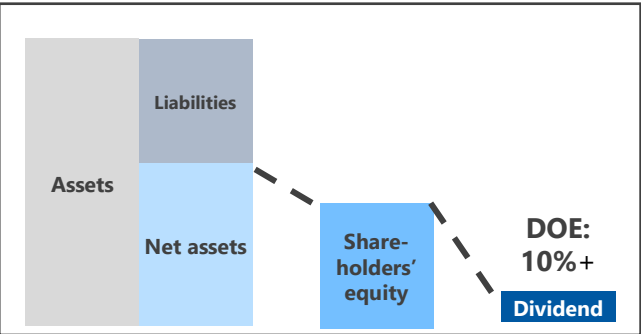 Liabilities
Assets
Net assets
Share-
holders’
equity
DOE:
10%+
Dividend